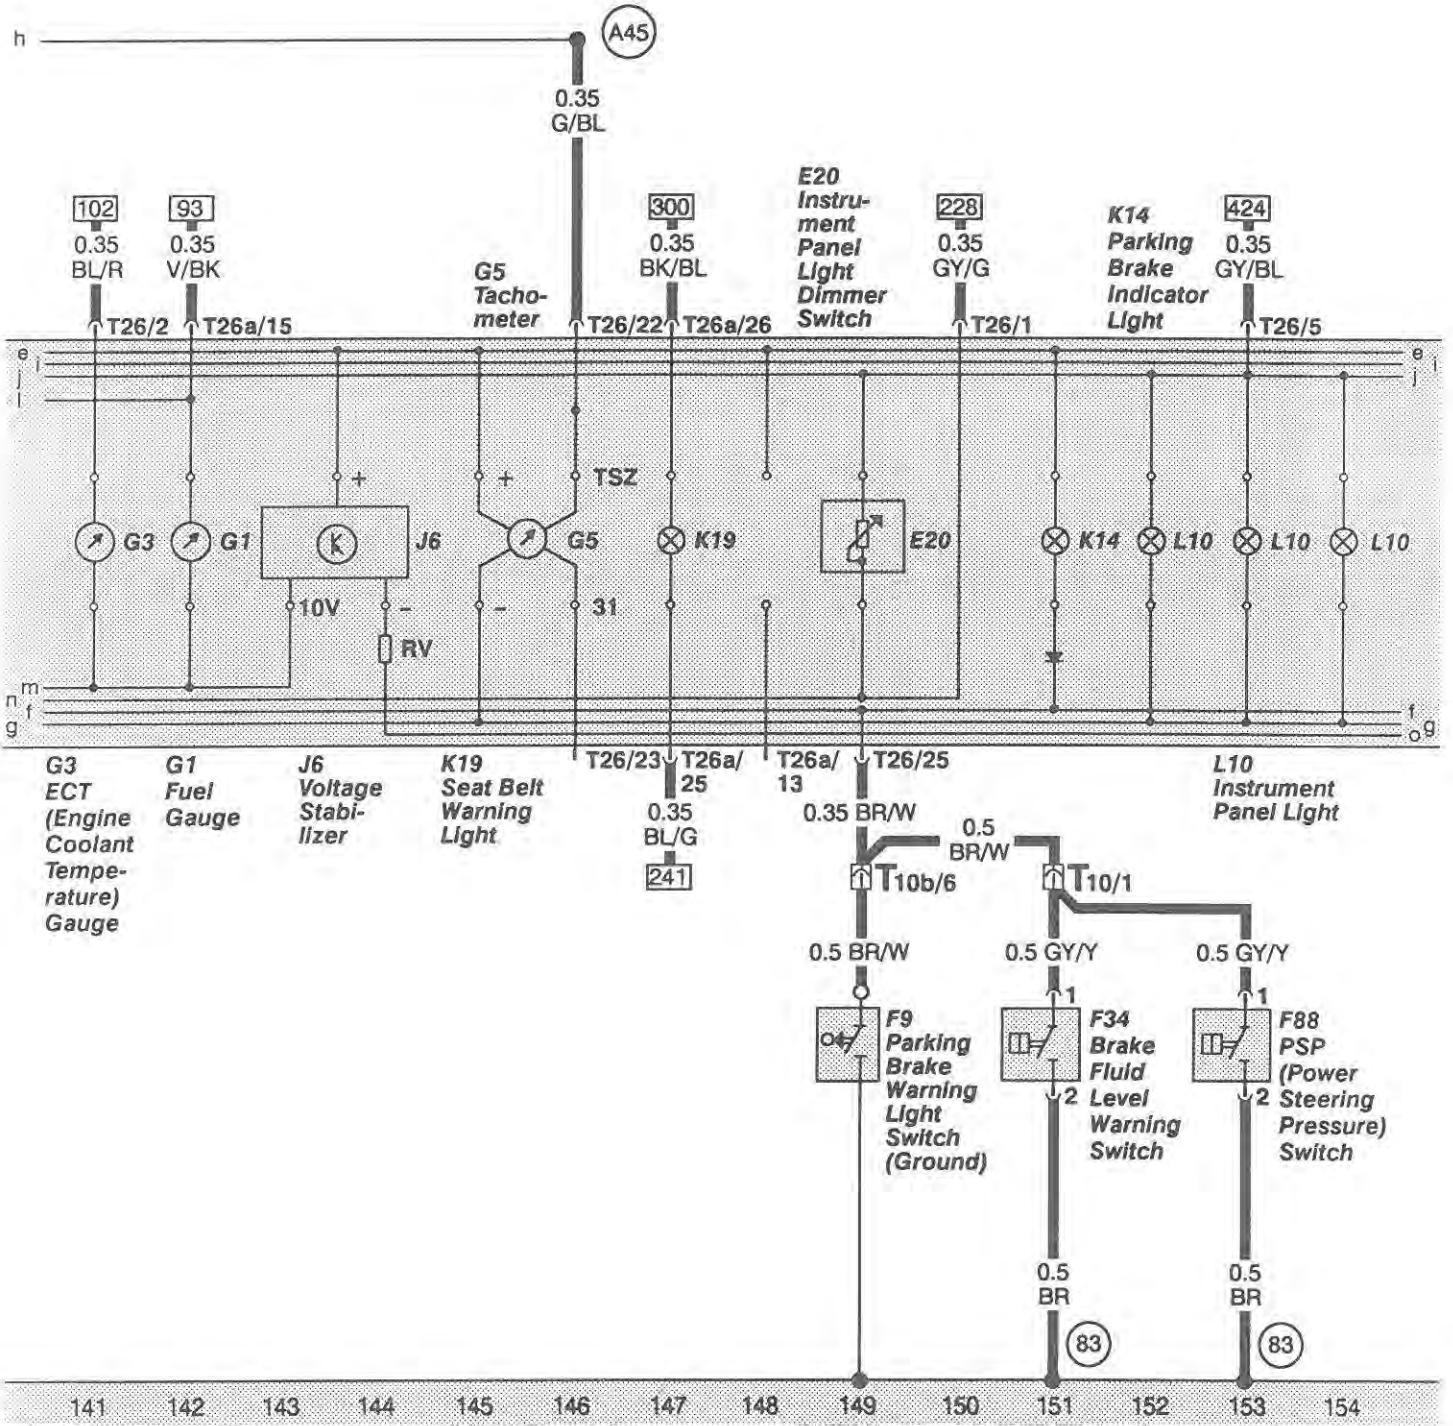 h
A45
0.35
G/BL
102
0.35
BL/R
93
0.35
V/BK
G5
Tacho-
meter
300
0.35
BK/BL
E20
Instru-
ment
Panel
Light
Dimmer
Switch
228
0.35
GY/G
K14
Parking
Brake
Indicator
Light
424
0.35
GY/BL
T26/2
T26a/15
T26/22
T26a/26
T26/1
T26/5
e
i
j
l
e
i
j
+
+
TSZ
G3
G1
K
J6
G5
K19
E20
K14
L10
L10
L10
10V
-
-
31
RV
m
n
f
g
f
g
o
T26/23
T26a/
25
T26a/
13
T26/25
G3
ECT
(Engine
Coolant
Tempe-
rature)
Gauge
G1
Fuel
Gauge
J6
Voltage
Stabi-
lizer
K19
Seat Belt
Warning
Light
0.35
BL/G
241
0.35 BR/W
0.5
BR/W
L10
Instrument
Panel Light
T10b/6
T10/1
0.5 BR/W
0.5 GY/Y
0.5 GY/Y
1
1
F9
Parking
Brake
Warning
Light
Switch
(Ground)
F34
Brake
Fluid
Level
Warning
Switch
F88
PSP
(Power
Steering
Pressure)
Switch
2
2
0.5
BR
0.5
BR
83
83
141 142 143 144 145 146 147 148 149 150 151 152 153 154